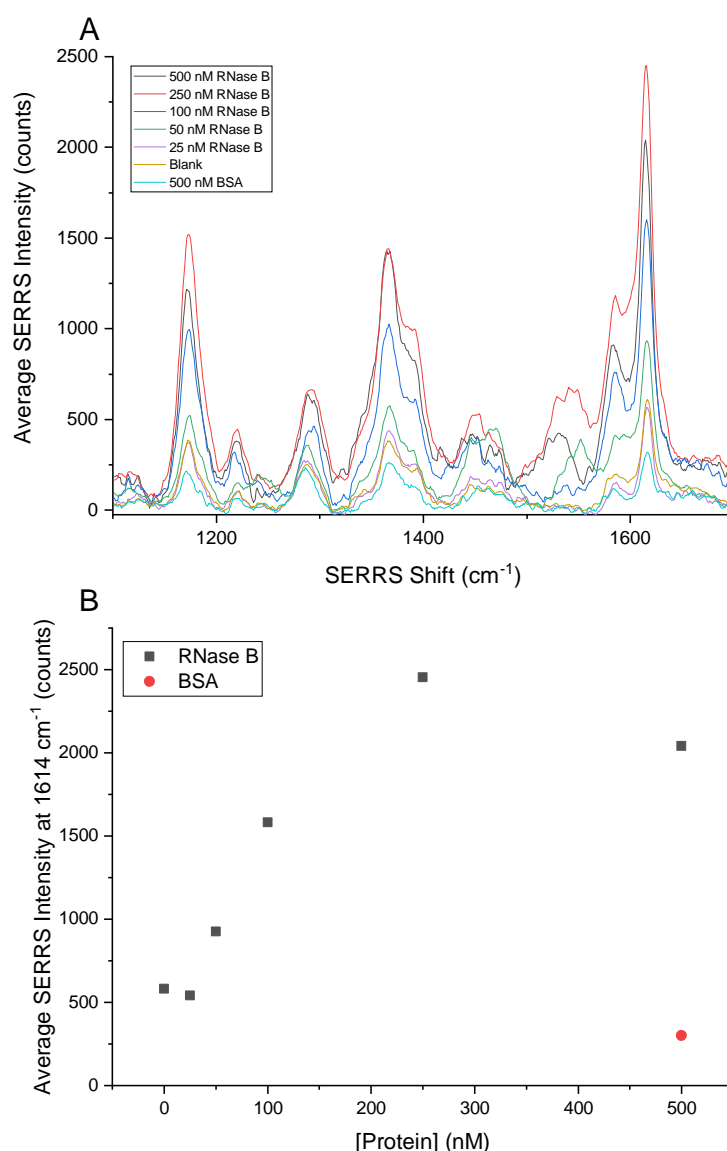 A
2500
2000
1500
1000
500
0
Average SERRS Intensity (counts)
500 nM RNase B
250 nM RNase B
100 nM RNase B
50 nM RNase B
25 nM RNase B
Blank
500 nM BSA
1200
1400
1600
SERRS Shift (cm⁻¹)
B
2500
2000
1500
1000
500
0
Average SERRS Intensity at 1614 cm⁻¹ (counts)
RNase B
BSA
0
100
200
300
400
500
[Protein] (nM)